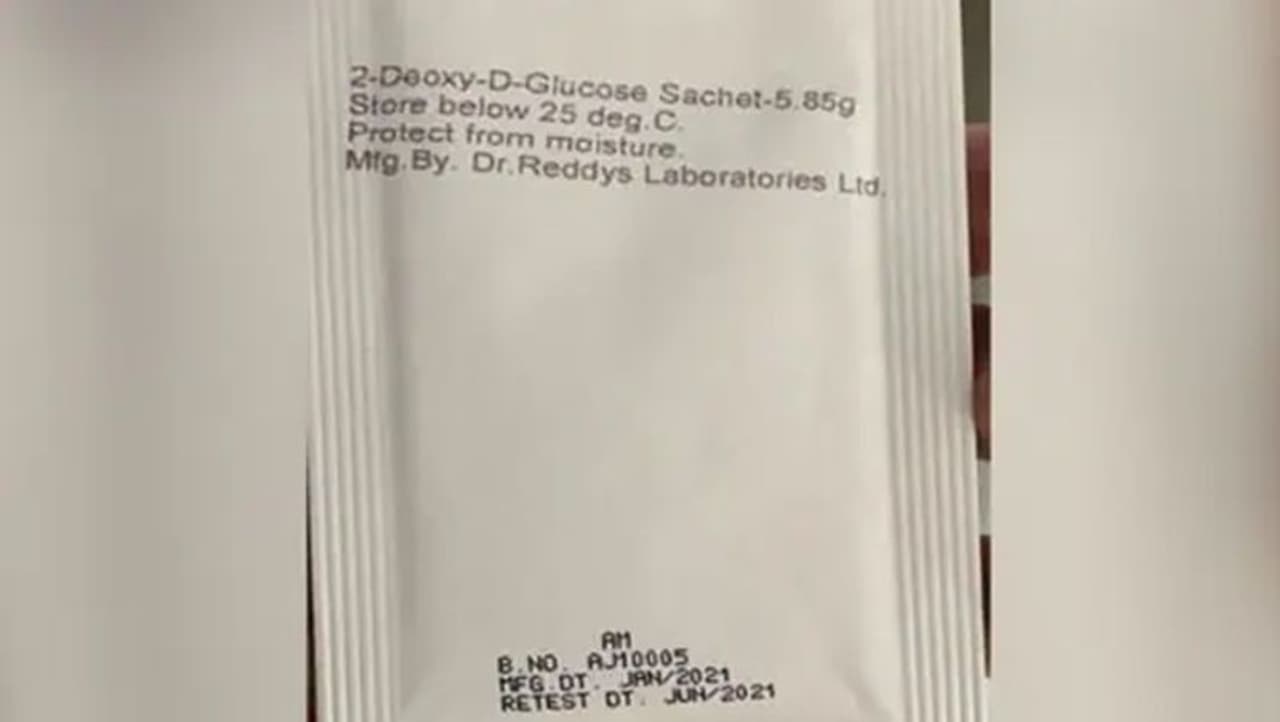 2-Deoxy-D-Glucose Sachet-5.85g
Store below 25 deg.C.
Protect from moisture.
Mfg.By. Dr.Reddys Laboratories Ltd.
AM
B.NO. AJ10005
MFG.DT. JAN/2021
RETEST DT. JUN/2021